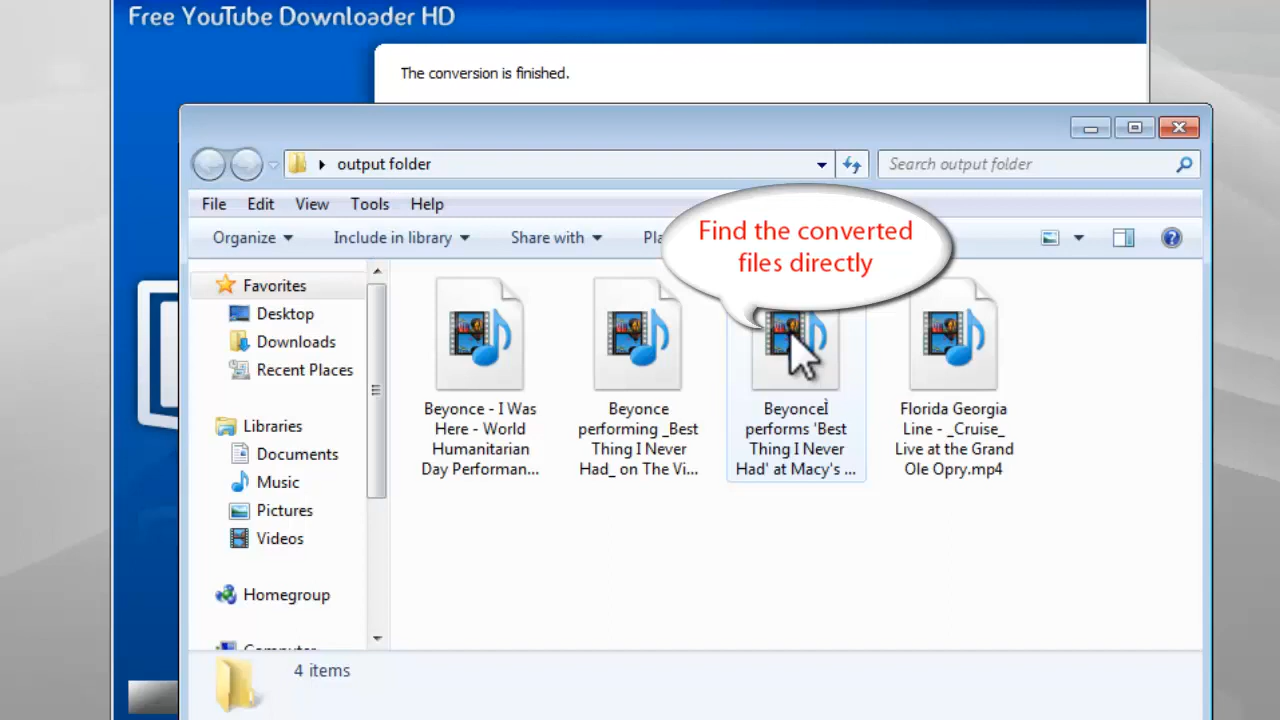 Free YouTube Downloader HD
The conversion is finished.
output folder
Search output folder
File Edit View Tools Help
Organize Include in library Share with
Find the converted
files directly
Favorites
Desktop
Downloads
Recent Places
Libraries
Documents
Music
Pictures
Videos
Homegroup
Beyonce - I Was
Here - World
Humanitarian
Day Performan...
Beyonce
performing _Best
Thing I Never
Had_ on The Vi...
BeyonceÌ
performs 'Best
Thing I Never
Had' at Macy's ...
Florida Georgia
Line - _Cruise_
Live at the Grand
Ole Opry.mp4
4 items